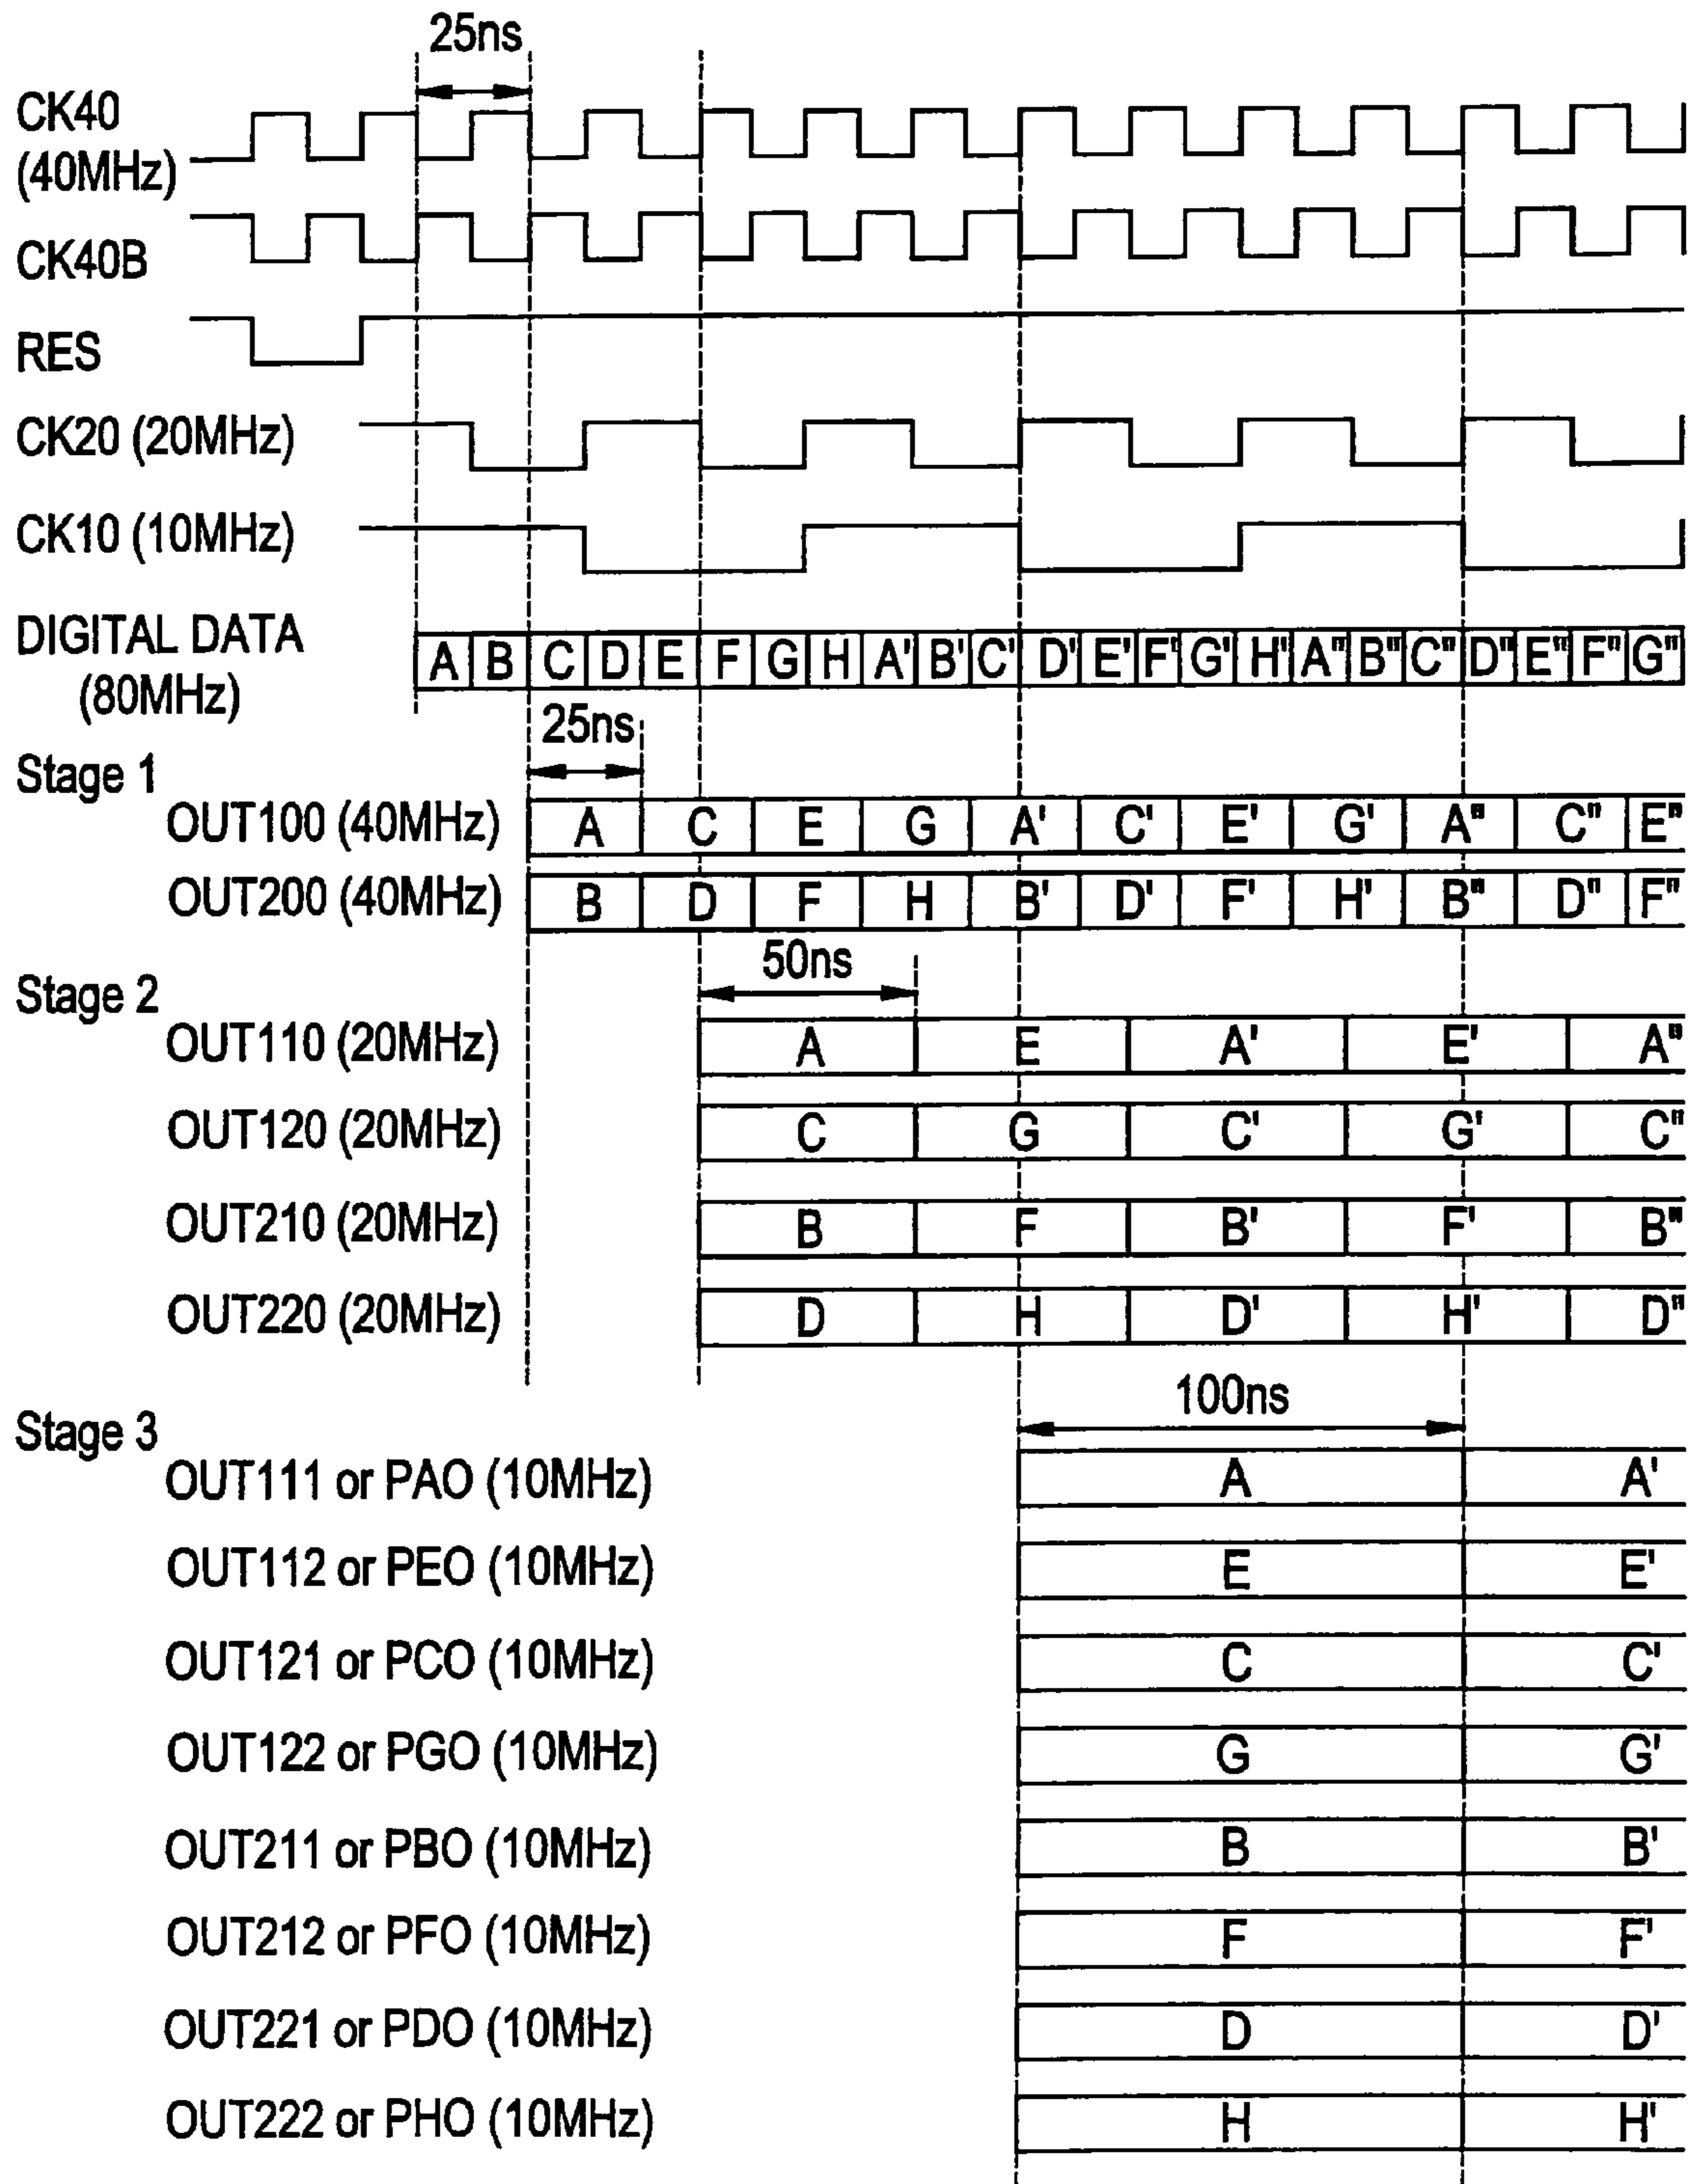 25ns
CK40
(40MHz)
CK40B
RES
CK20 (20MHz)
CK10 (10MHz)
DIGITAL DATA
(80MHz)
A B C D E F G H A' B' C' D' E' F' G' H' A" B" C" D" E" F" G"
25ns
Stage 1
OUT100 (40MHz) A C E G A' C' E' G' A" C" E"
OUT200 (40MHz) B D F H B' D' F' H' B" D" F"
50ns
Stage 2
OUT110 (20MHz) A E A' E' A"
OUT120 (20MHz) C G C' G' C"
OUT210 (20MHz) B F B' F' B"
OUT220 (20MHz) D H D' H' D"
100ns
Stage 3
OUT111 or PAO (10MHz) A A'
OUT112 or PEO (10MHz) E E'
OUT121 or PCO (10MHz) C C'
OUT122 or PGO (10MHz) G G'
OUT211 or PBO (10MHz) B B'
OUT212 or PFO (10MHz) F F'
OUT221 or PDO (10MHz) D D'
OUT222 or PHO (10MHz) H H'